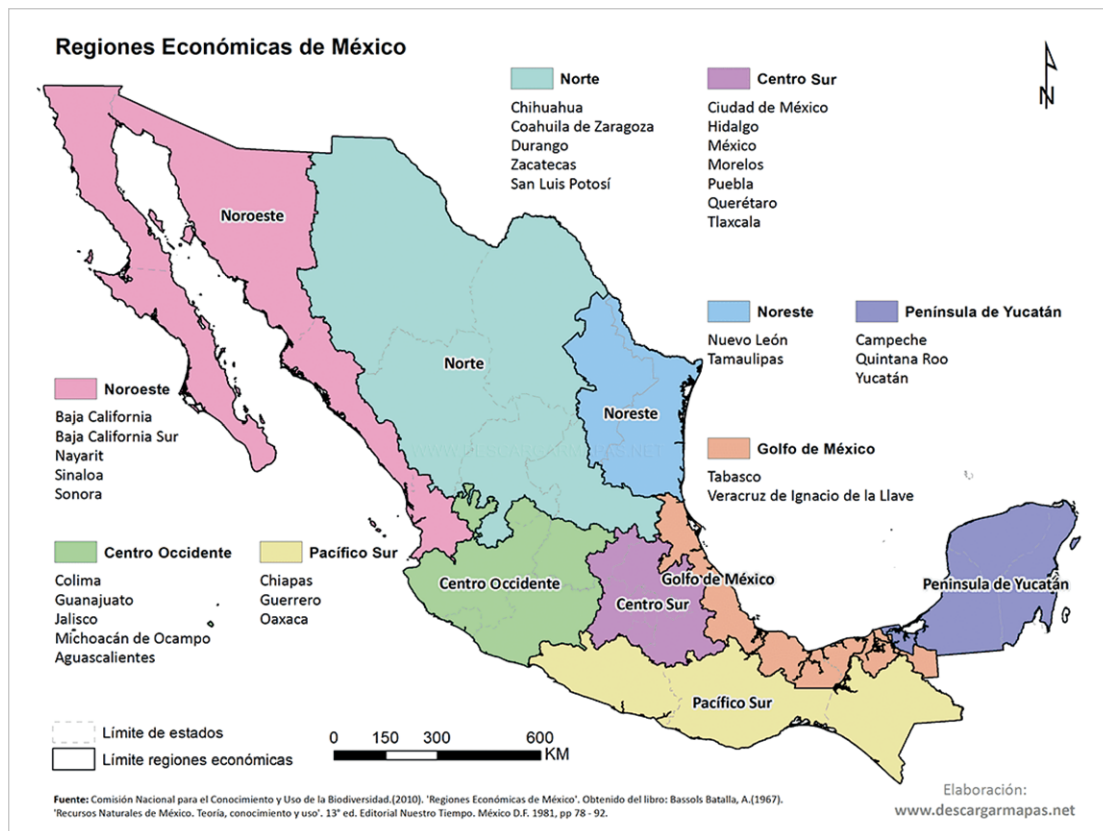 Regiones Económicas de México
Norte
Chihuahua
Coahuila de Zaragoza
Durango
Zacatecas
San Luis Potosí
Centro Sur
Ciudad de México
Hidalgo
México
Morelos
Puebla
Querétaro
Tlaxcala
N
Noroeste
Norte
Noreste
Centro Occidente
Centro Sur
Golfo de México
Pacífico Sur
Península de Yucatán
WWW.DESCARGARMAPAS.NET
Noreste
Nuevo León
Tamaulipas
Península de Yucatán
Campeche
Quintana Roo
Yucatán
Noroeste
Baja California
Baja California Sur
Nayarit
Sinaloa
Sonora
Golfo de México
Tabasco
Veracruz de Ignacio de la Llave
Centro Occidente
Colima
Guanajuato
Jalisco
Michoacán de Ocampo
Aguascalientes
Pacífico Sur
Chiapas
Guerrero
Oaxaca
Límite de estados
Límite regiones económicas
0 150 300 600
KM
Fuente: Comisión Nacional para el Conocimiento y Uso de la Biodiversidad.(2010). 'Regiones Económicas de México'. Obtenido del libro: Bassols Batalla, A.(1967).
'Recursos Naturales de México. Teoría, conocimiento y uso'. 13° ed. Editorial Nuestro Tiempo. México D.F. 1981, pp 78 - 92.
Elaboración:
www.descargarmapas.net